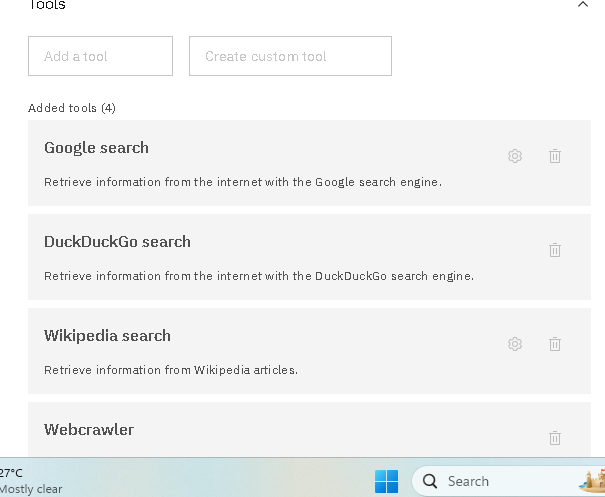 Tools
Add a tool
Create custom tool
Added tools (4)
Google search
Retrieve information from the internet with the Google search engine.
DuckDuckGo search
Retrieve information from the internet with the DuckDuckGo search engine.
Wikipedia search
Retrieve information from Wikipedia articles.
Webcrawler
27°C
Mostly clear
Search